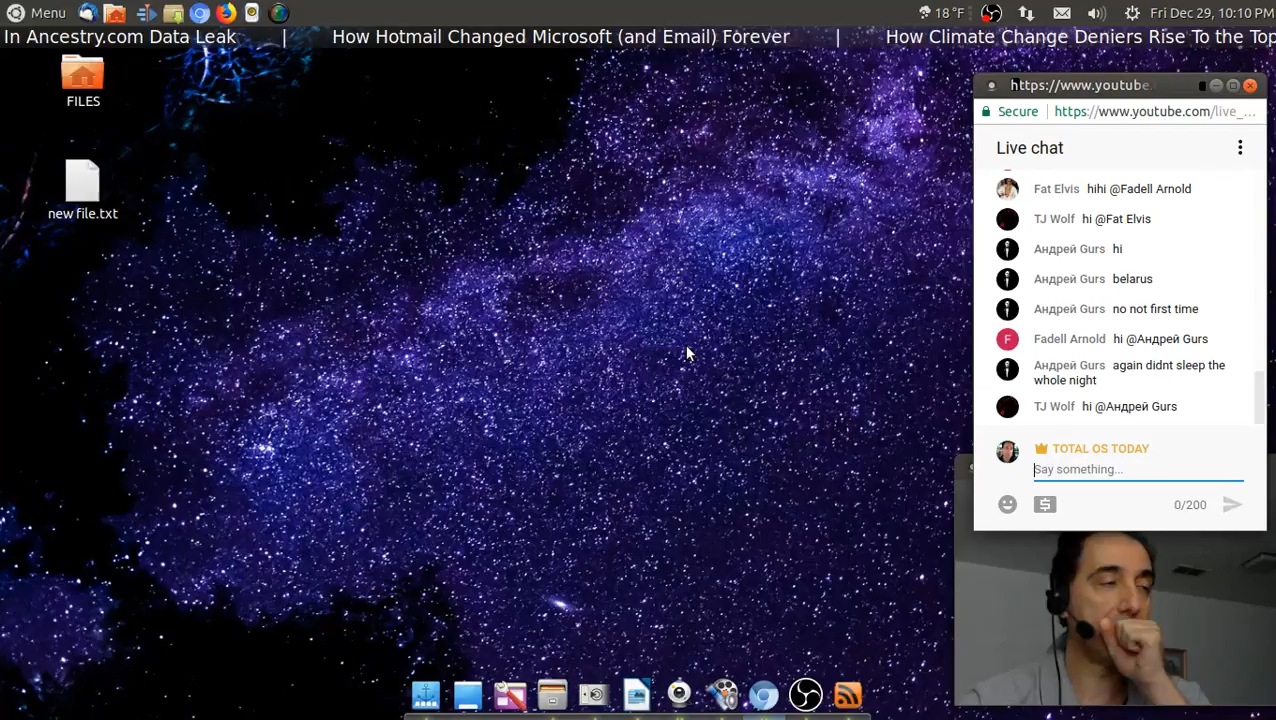 Menu
18 °F
Fri Dec 29, 10:10 PM
In Ancestry.com Data Leak | How Hotmail Changed Microsoft (and Email) Forever | How Climate Change Deniers Rise To the Top
FILES
new file.txt
https://www.youtube.
Secure https://www.youtube.com/live_...
Live chat
Fat Elvis hihi @Fadell Arnold
TJ Wolf hi @Fat Elvis
Андрей Gurs hi
Андрей Gurs belarus
Андрей Gurs no not first time
F Fadell Arnold hi @Андрей Gurs
Андрей Gurs again didnt sleep the
whole night
TJ Wolf hi @Андрей Gurs
TOTAL OS TODAY
Say something...
0/200